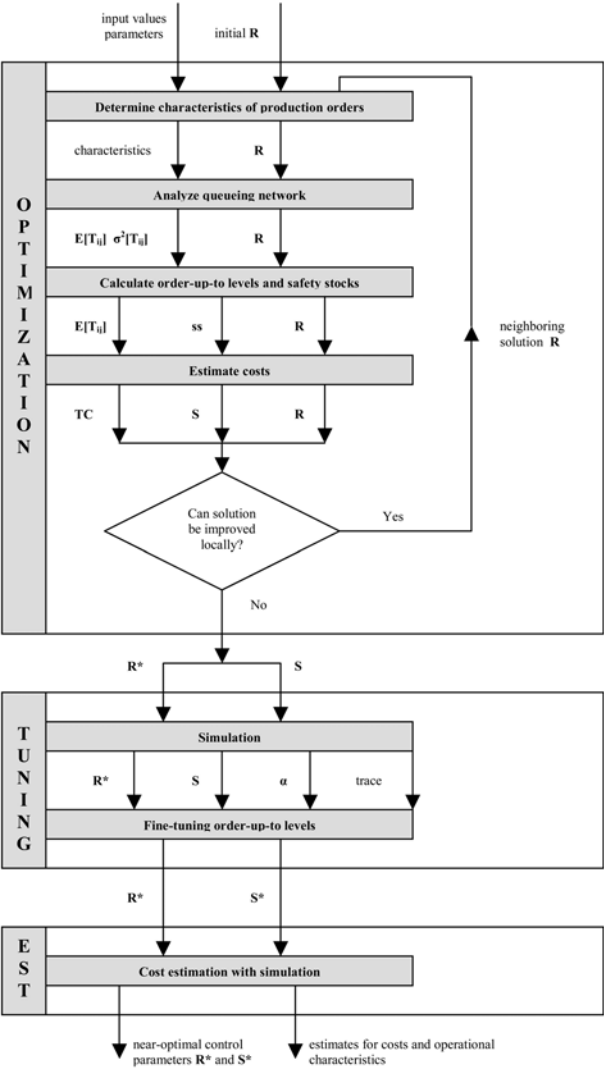 input values
parameters
initial R
OPTIMIZATION
Determine characteristics of production orders
characteristics
R
Analyze queueing network
E[Tij] σ²[Tij]
R
Calculate order-up-to levels and safety stocks
E[Tij]
ss
R
neighboring
solution R
Estimate costs
TC
S
R
Can solution
be improved
locally?
Yes
No
R*
S
TUNING
Simulation
R*
S
α
trace
Fine-tuning order-up-to levels
R*
S*
EST
Cost estimation with simulation
near-optimal control
parameters R* and S*
estimates for costs and operational
characteristics